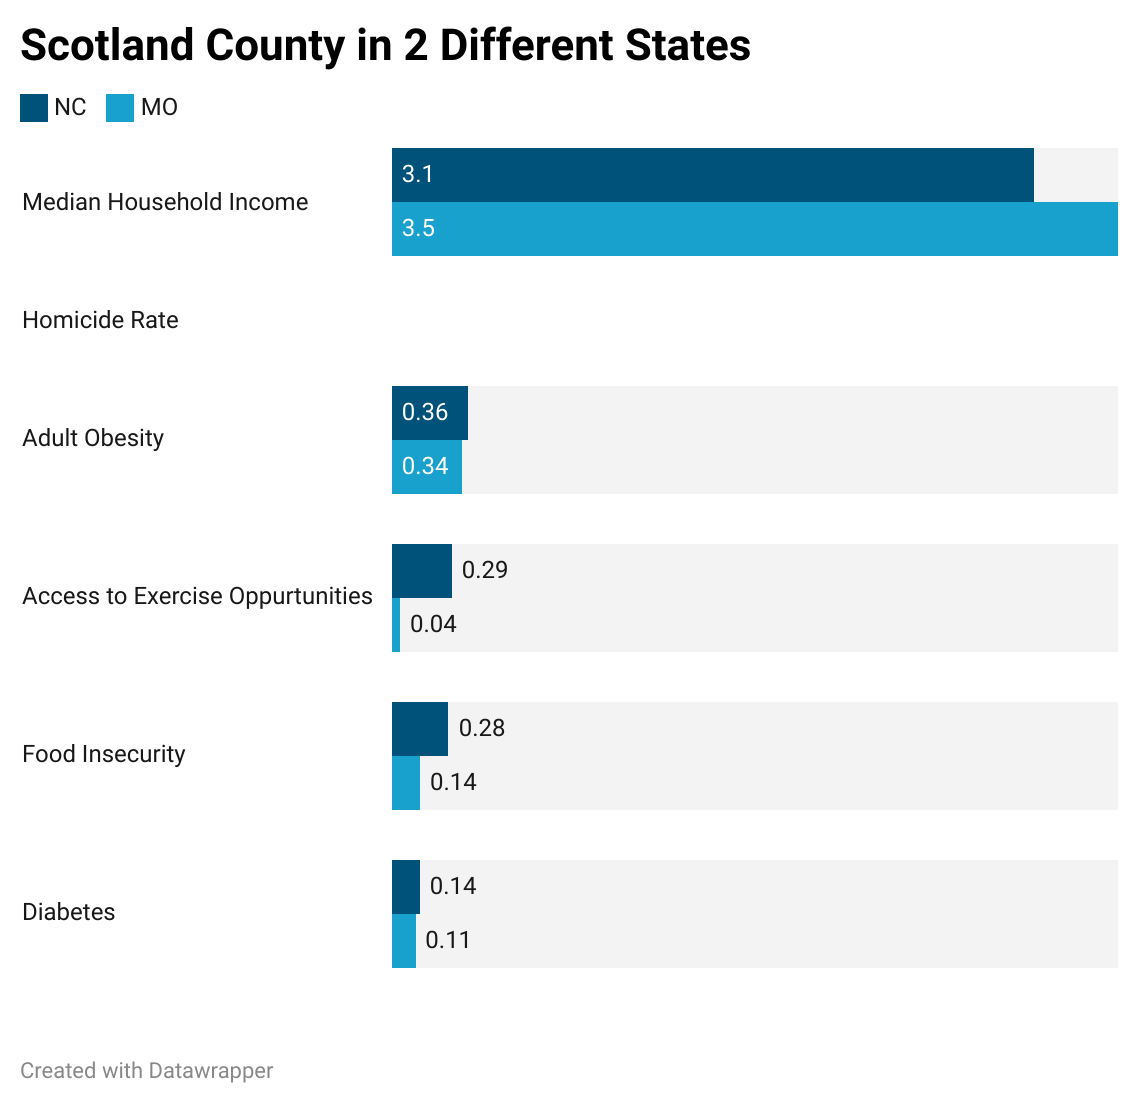 Scotland County in 2 Different States
NC MO
Median Household Income
3.1
3.5
Homicide Rate
Adult Obesity
0.36
0.34
Access to Exercise Oppurtunities
0.29
0.04
Food Insecurity
0.28
0.14
Diabetes
0.14
0.11
Created with Datawrapper